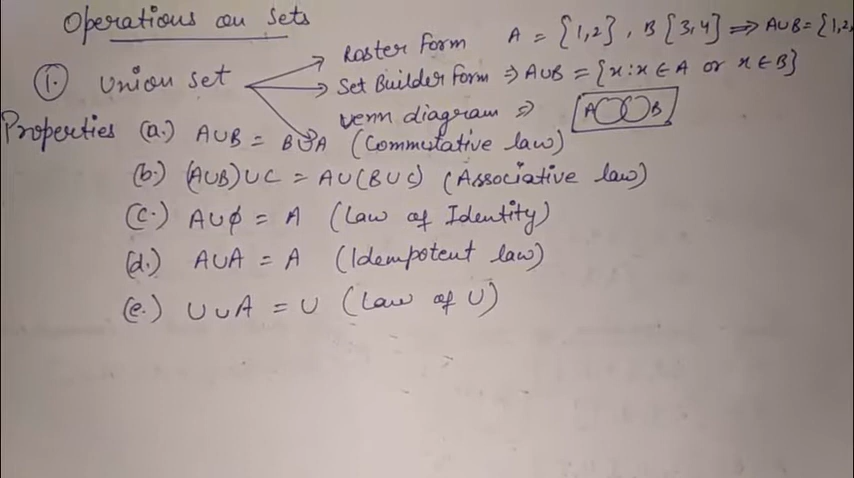 Operations on Sets
(1.) Union set
Roster Form A = {1,2} , B {3,4} ⇒ A∪B = {1,2,
Set Builder Form ⇒ A∪B = {x : x ∈ A or x ∈ B}
venn diagram ⇒ A B
Properties (a.) A∪B = B∪A (Commutative law)
(b.) (A∪B)∪C = A∪(B∪C) (Associative law)
(c.) A∪ϕ = A (Law of Identity)
(d.) A∪A = A (Idempotent law)
(e.) U∪A = U (Law of U)